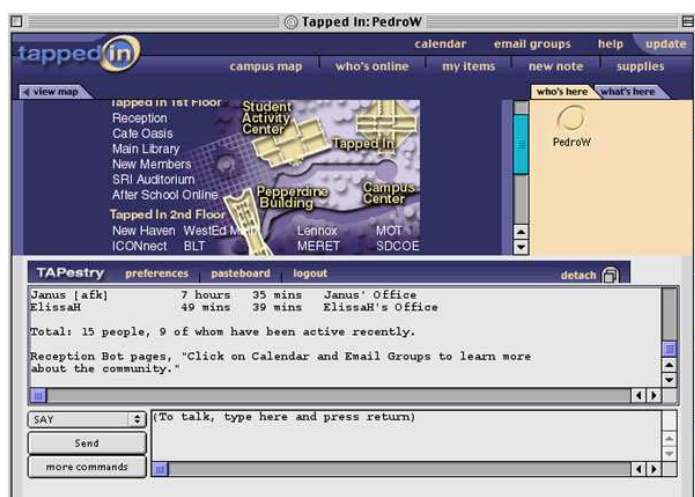 Tapped In: PedroW
tapped in
calendar email groups help update
campus map who's online my items new note supplies
view map
who's here what's here
Tapped In 1st Floor
Reception
Cafe Oasis
Main Library
New Members
SRI Auditorium
After School Online
Tapped In 2nd Floor
New Haven WestEd Lennox MOT
ICONnect BLT MERET SDCOE
Student
Activity
Center
Tapped In
Pepperdine
Building
Campus
Center
PedroW
TAPestry preferences pasteboard logout detach
Janus [afk] 7 hours 35 mins Janus' Office
ElissaH 49 mins 39 mins ElissaH's Office
Total: 15 people, 9 of whom have been active recently.
Reception Bot pages, "Click on Calendar and Email Groups to learn more
about the community."
SAY
(To talk, type here and press return)
Send
more commands